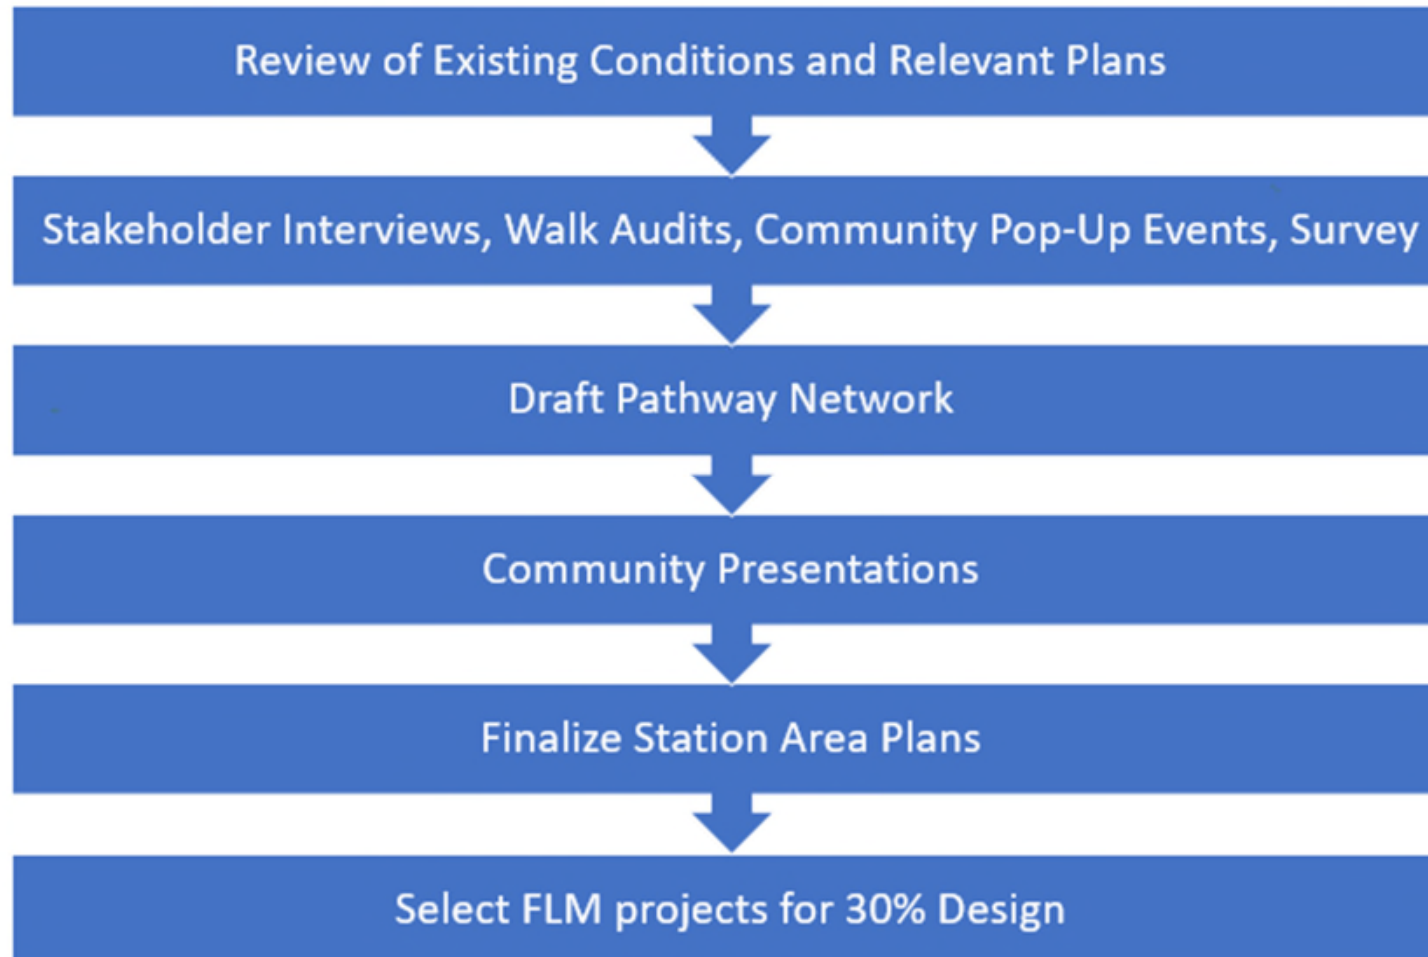 Review of Existing Conditions and Relevant Plans
Stakeholder Interviews, Walk Audits, Community Pop-Up Events, Survey
Draft Pathway Network
Community Presentations
Finalize Station Area Plans
Select FLM projects for 30% Design